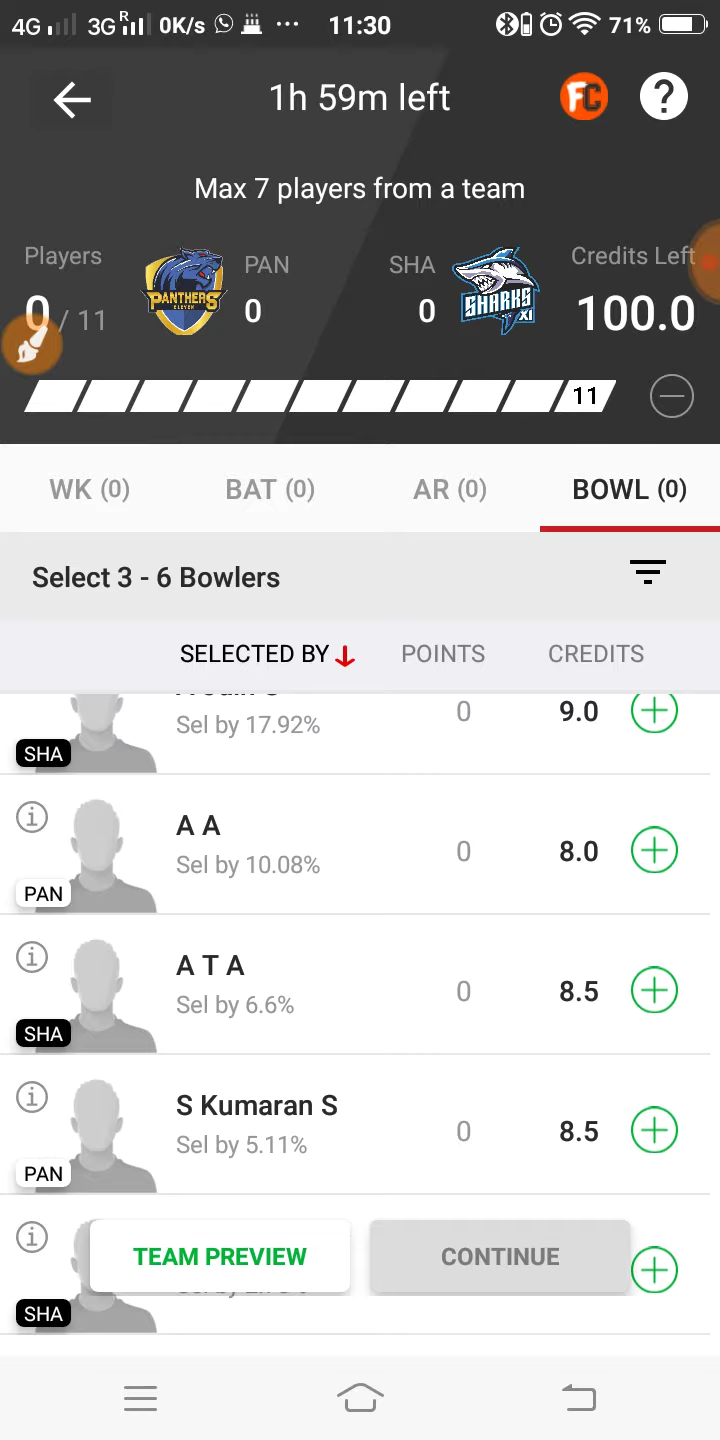 4G 3G R 0K/s ... 11:30 71%
1h 59m left FC ?
Max 7 players from a team
Players PAN SHA Credits Left
0 / 11 PANTHERS ELEVEN 0 0 SHARKS XI 100.0
11
WK (0) BAT (0) AR (0) BOWL (0)
Select 3 - 6 Bowlers
SELECTED BY POINTS CREDITS
Sel by 17.92% 0 9.0
SHA
A A
Sel by 10.08% 0 8.0
PAN
A T A
Sel by 6.6% 0 8.5
SHA
S Kumaran S
Sel by 5.11% 0 8.5
PAN
TEAM PREVIEW CONTINUE
SHA